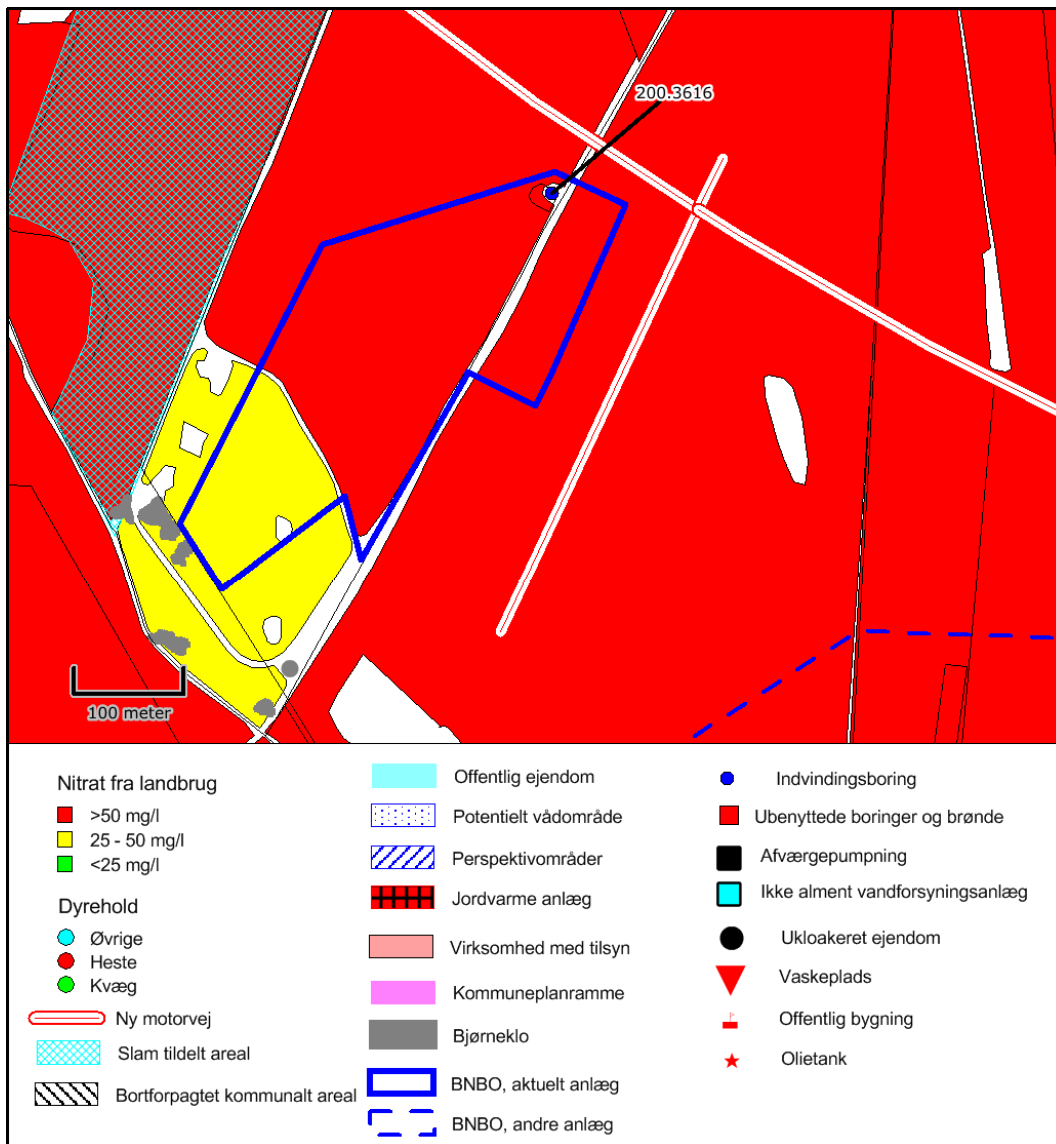 200.3616
100 meter
Nitrat fra landbrug
>50 mg/l
25 - 50 mg/l
<25 mg/l
Dyrehold
Øvrige
Heste
Kvæg
Ny motorvej
Slam tildelt areal
Bortforpagtet kommunalt areal
Offentlig ejendom
Potentielt vådområde
Perspektivområder
Jordvarme anlæg
Virksomhed med tilsyn
Kommuneplanramme
Bjørneklo
BNBO, aktuelt anlæg
BNBO, andre anlæg
Indvindingsboring
Ubenyttede boringer og brønde
Afværgepumpning
Ikke alment vandforsyningsanlæg
Ukloakeret ejendom
Vaskeplads
Offentlig bygning
Olietank